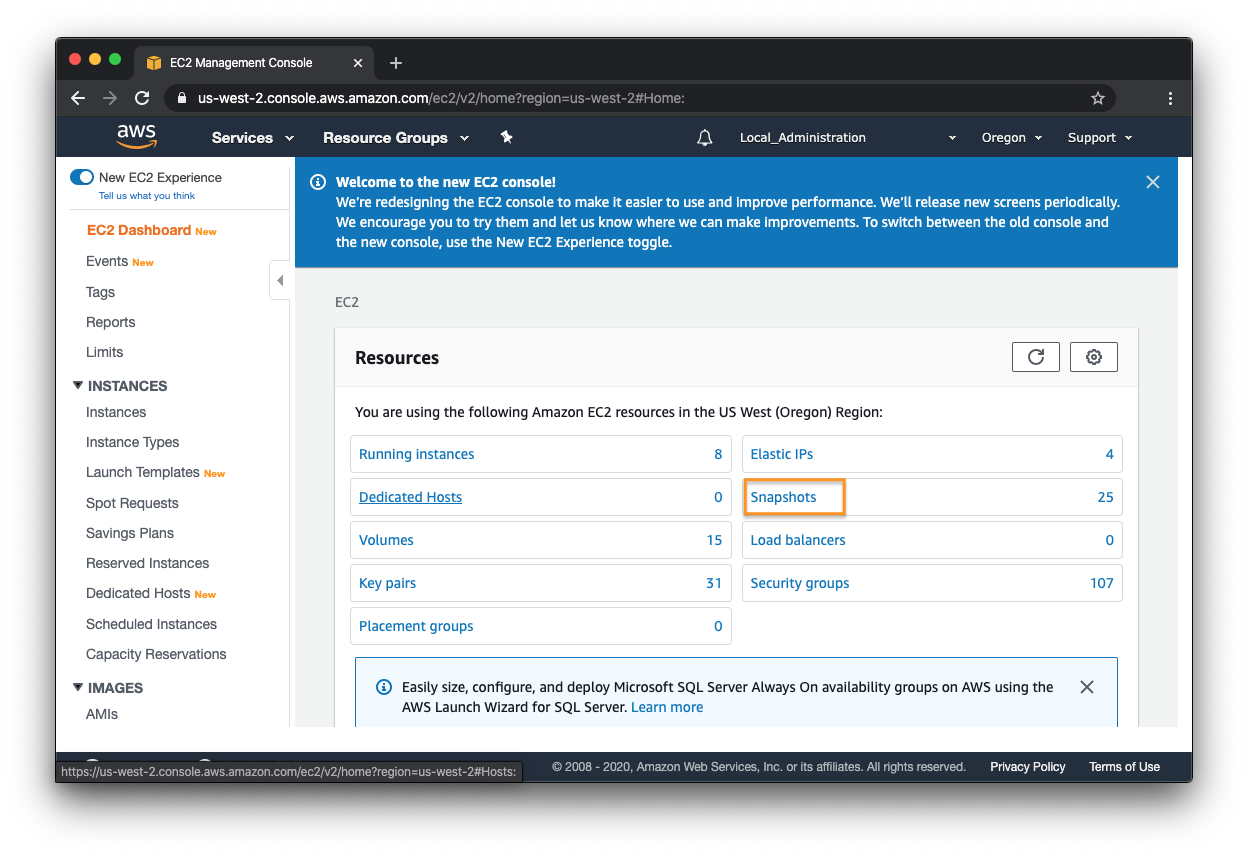 EC2 Management Console
us-west-2.console.aws.amazon.com/ec2/v2/home?region=us-west-2#Home:
aws Services Resource Groups Local_Administration Oregon Support
New EC2 Experience
Tell us what you think
EC2 Dashboard New
Events New
Tags
Reports
Limits
INSTANCES
Instances
Instance Types
Launch Templates New
Spot Requests
Savings Plans
Reserved Instances
Dedicated Hosts New
Scheduled Instances
Capacity Reservations
IMAGES
AMIs
Welcome to the new EC2 console!
We're redesigning the EC2 console to make it easier to use and improve performance. We'll release new screens periodically.
We encourage you to try them and let us know where we can make improvements. To switch between the old console and
the new console, use the New EC2 Experience toggle.
EC2
Resources
You are using the following Amazon EC2 resources in the US West (Oregon) Region:
Running instances 8
Elastic IPs 4
Dedicated Hosts 0
Snapshots 25
Volumes 15
Load balancers 0
Key pairs 31
Security groups 107
Placement groups 0
Easily size, configure, and deploy Microsoft SQL Server Always On availability groups on AWS using the
AWS Launch Wizard for SQL Server. Learn more
https://us-west-2.console.aws.amazon.com/ec2/v2/home?region=us-west-2#Hosts:
© 2008 - 2020, Amazon Web Services, Inc. or its affiliates. All rights reserved. Privacy Policy Terms of Use